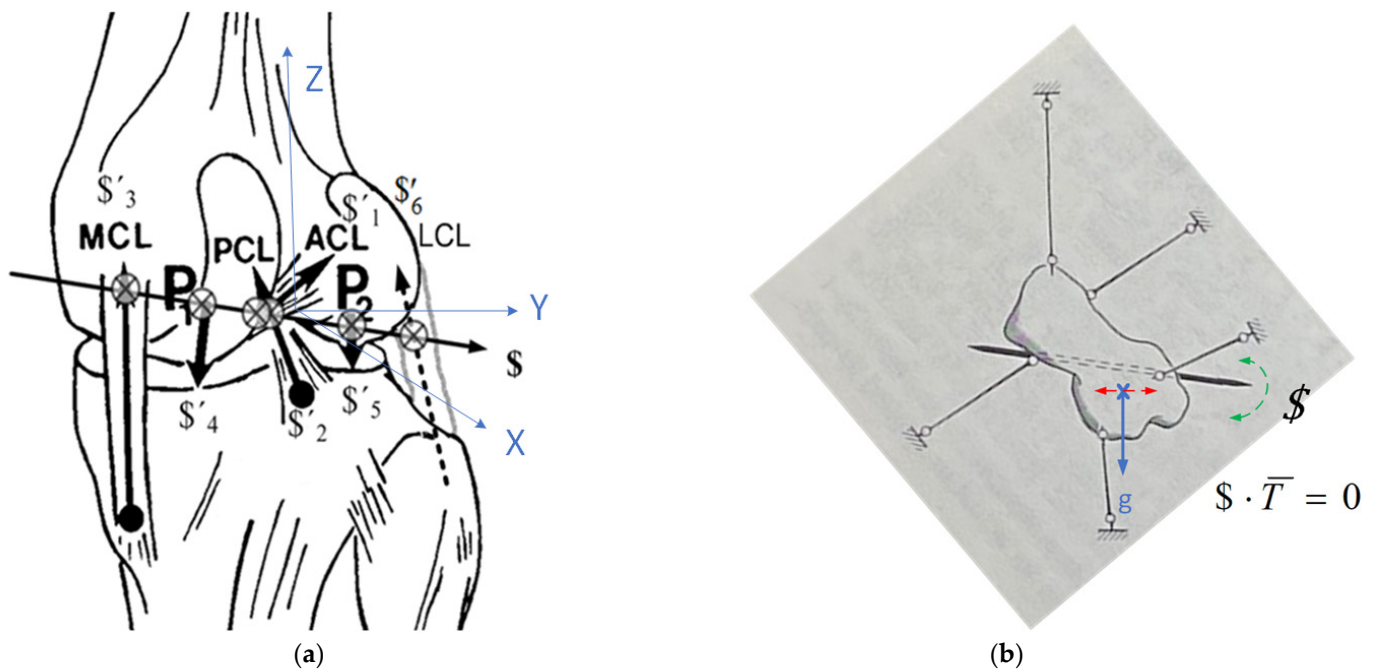 Z
$′3
$′6
$′1
MCL
PCL
ACL
LCL
P1
P2
Y
$
$′4
$′5
$′2
X
$
g
$ · T̅ = 0
(a)
(b)